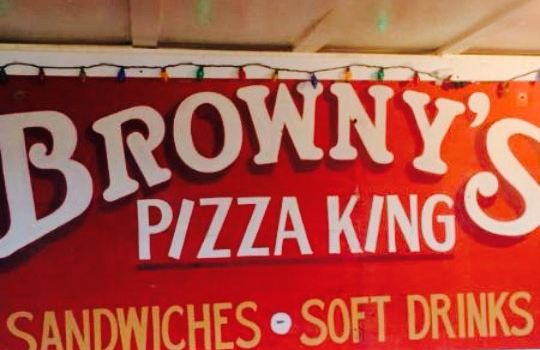 BROWNY'S
PIZZA KING
SANDWICHES - SOFT DRINKS